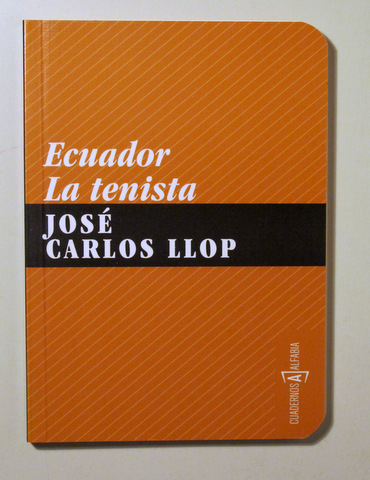 Ecuador
La tenista
JOSÉ
CARLOS LLOP
CUADERNOS A ALFABIA